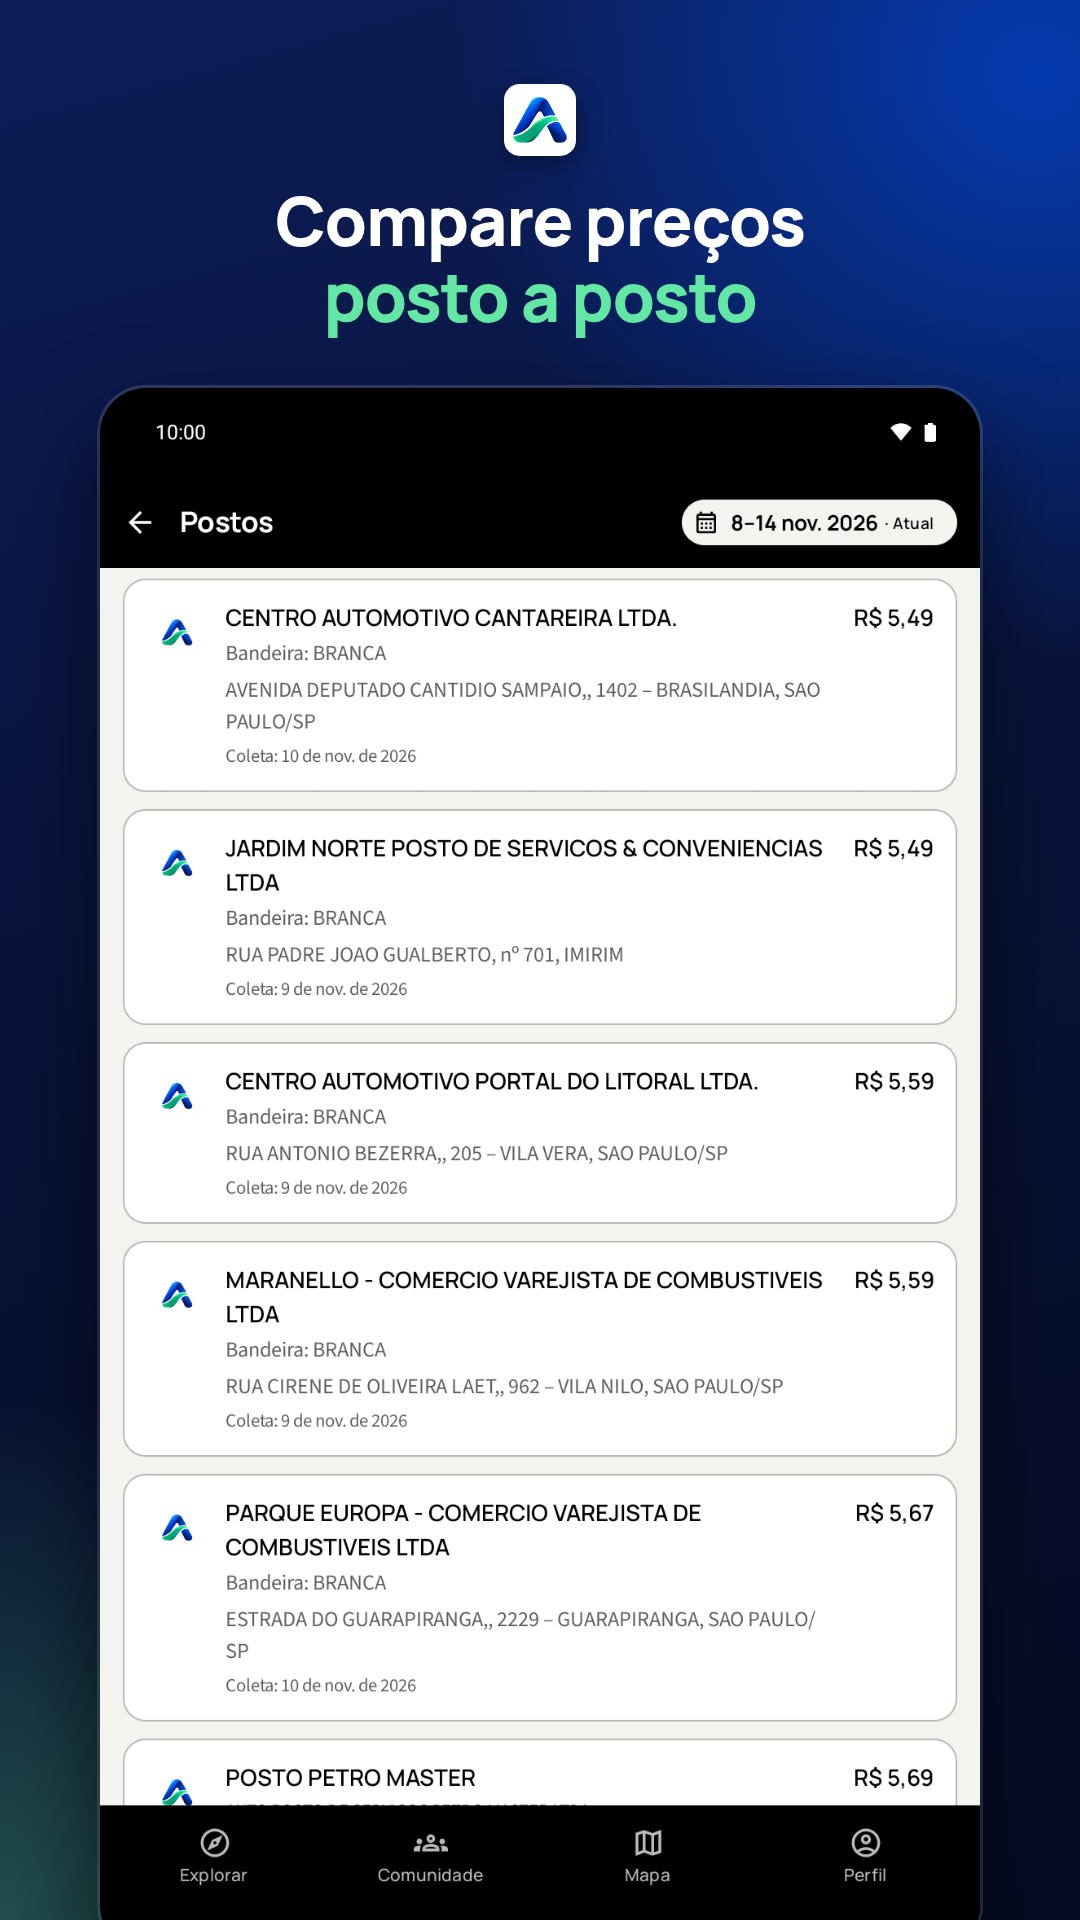 Compare preços
posto a posto
10:00
Postos
8–14 nov. 2026 · Atual
CENTRO AUTOMOTIVO CANTAREIRA LTDA.
R$ 5,49
Bandeira: BRANCA
AVENIDA DEPUTADO CANTIDIO SAMPAIO,, 1402 – BRASILANDIA, SAO
PAULO/SP
Coleta: 10 de nov. de 2026
JARDIM NORTE POSTO DE SERVICOS & CONVENIENCIAS
LTDA
R$ 5,49
Bandeira: BRANCA
RUA PADRE JOAO GUALBERTO, nº 701, IMIRIM
Coleta: 9 de nov. de 2026
CENTRO AUTOMOTIVO PORTAL DO LITORAL LTDA.
R$ 5,59
Bandeira: BRANCA
RUA ANTONIO BEZERRA,, 205 – VILA VERA, SAO PAULO/SP
Coleta: 9 de nov. de 2026
MARANELLO - COMERCIO VAREJISTA DE COMBUSTIVEIS
LTDA
R$ 5,59
Bandeira: BRANCA
RUA CIRENE DE OLIVEIRA LAET,, 962 – VILA NILO, SAO PAULO/SP
Coleta: 9 de nov. de 2026
PARQUE EUROPA - COMERCIO VAREJISTA DE
COMBUSTIVEIS LTDA
R$ 5,67
Bandeira: BRANCA
ESTRADA DO GUARAPIRANGA,, 2229 – GUARAPIRANGA, SAO PAULO/
SP
Coleta: 10 de nov. de 2026
POSTO PETRO MASTER
R$ 5,69
Explorar
Comunidade
Mapa
Perfil